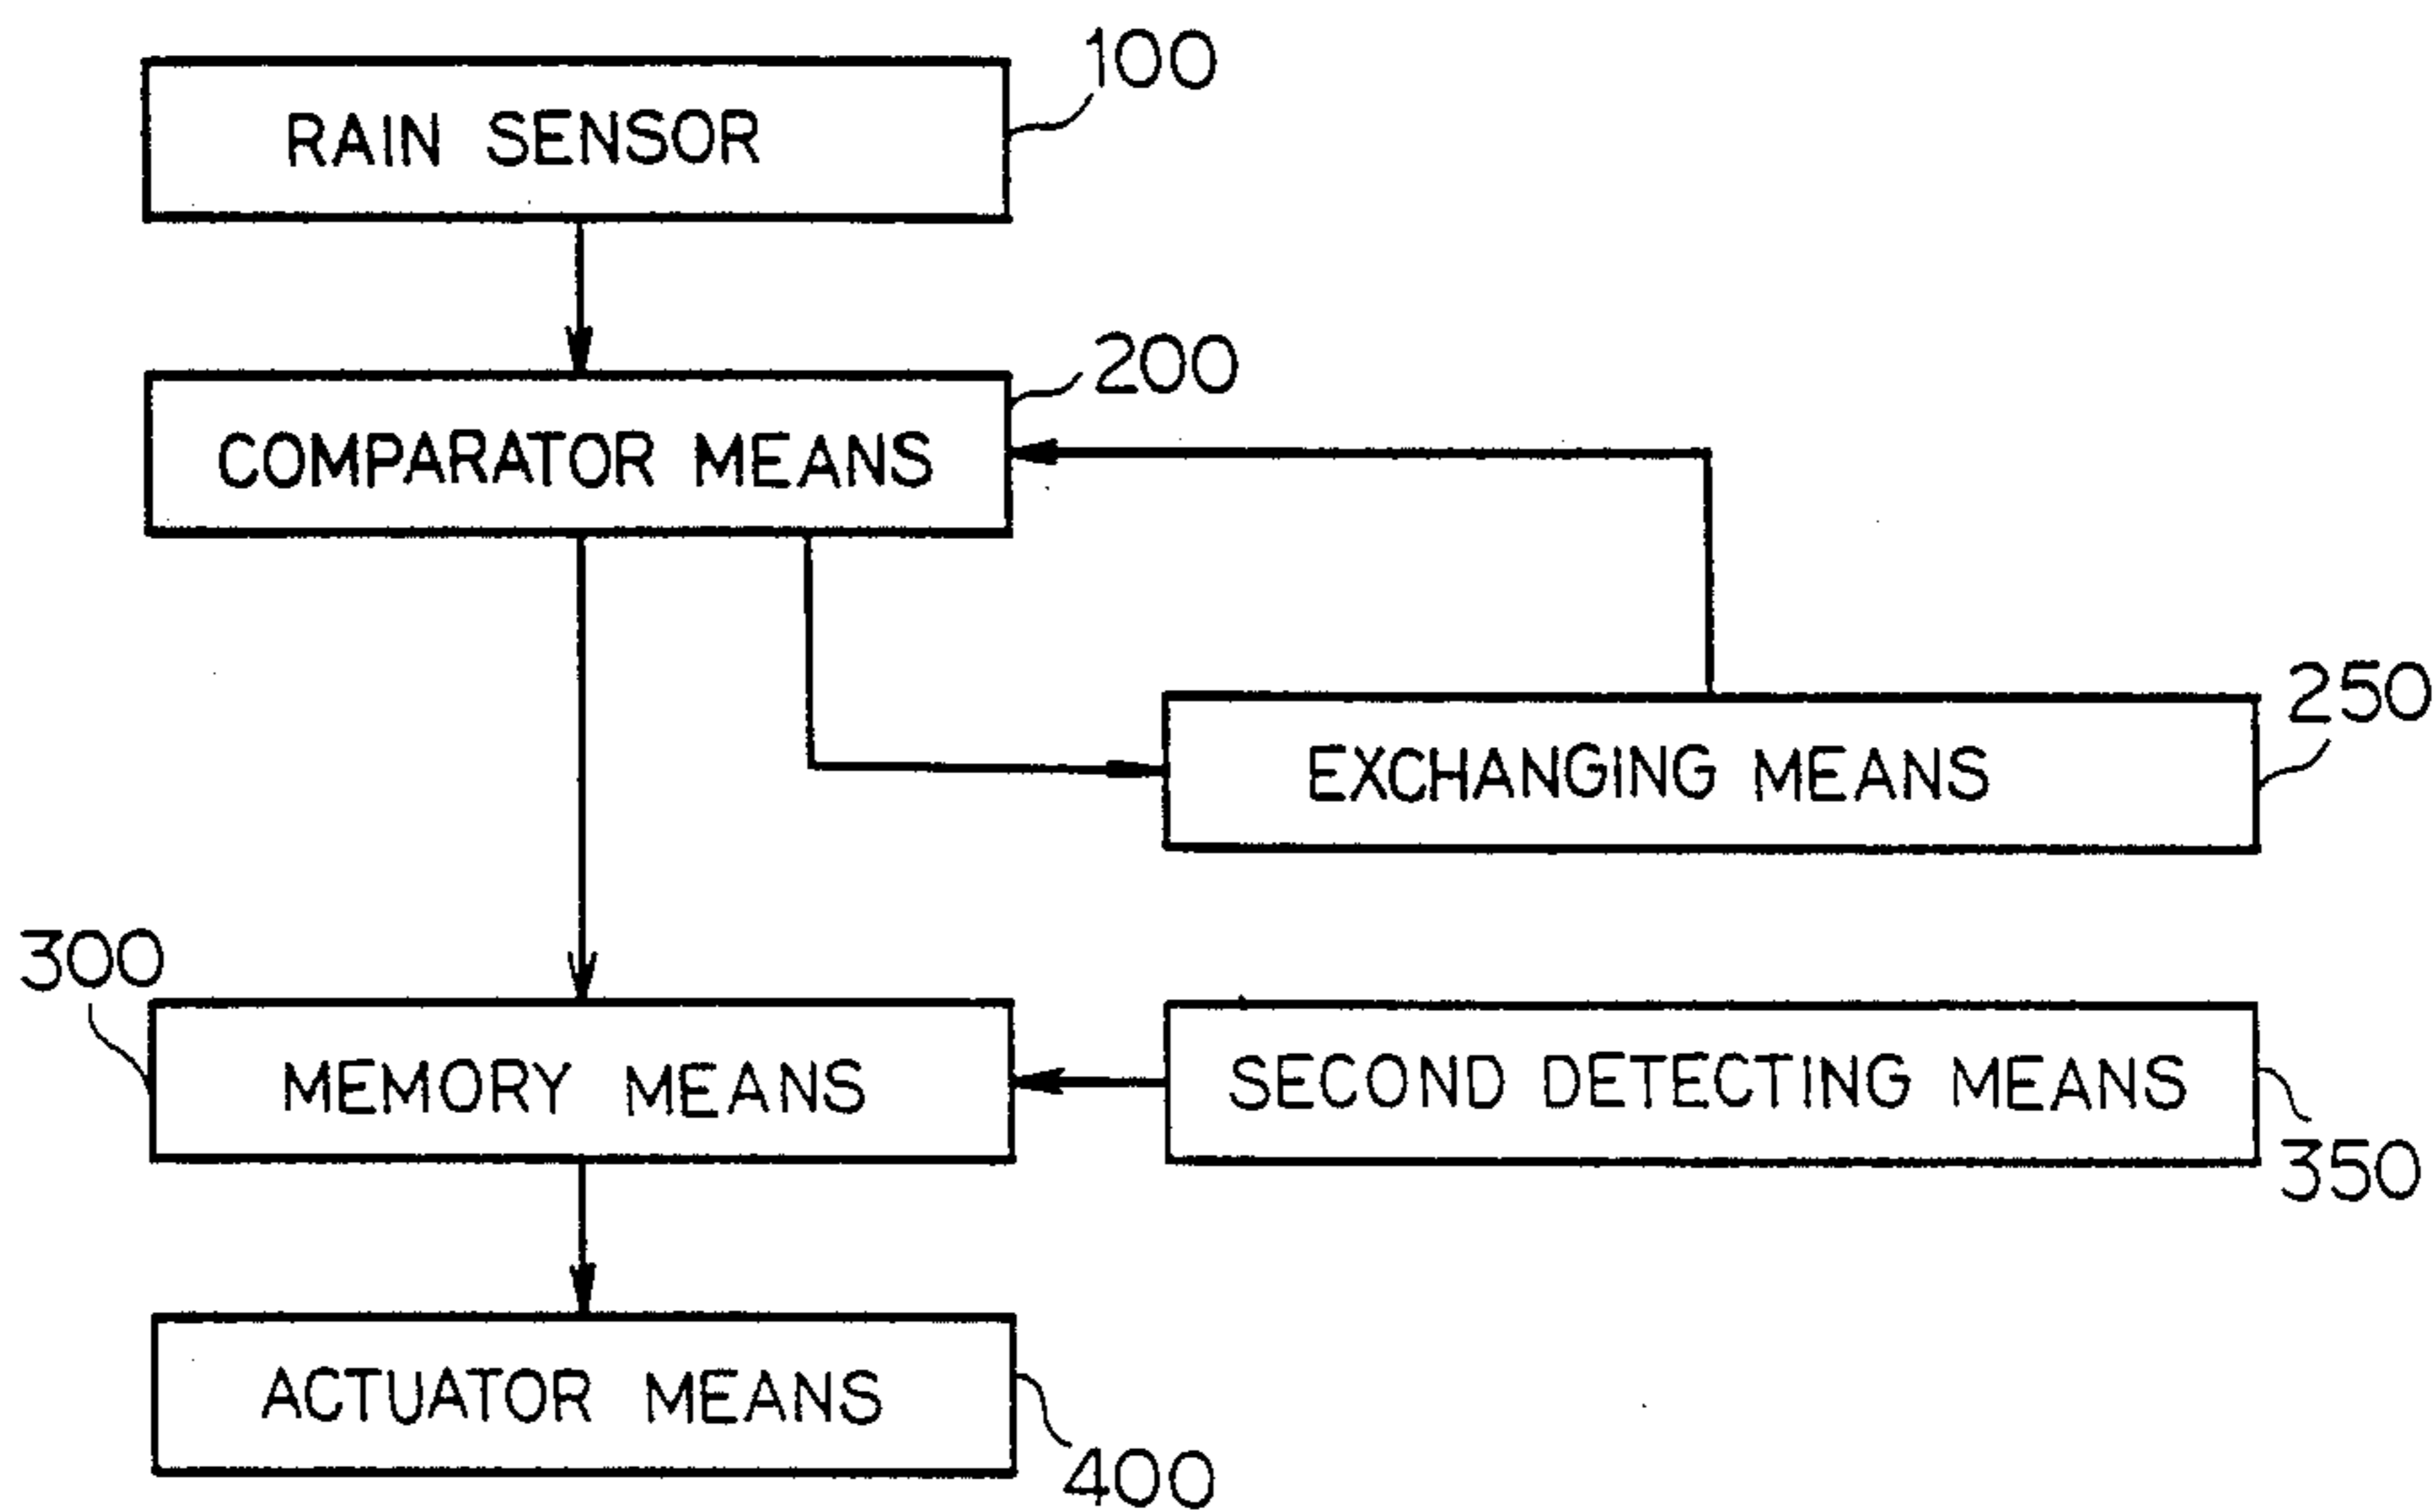 100
RAIN SENSOR
200
COMPARATOR MEANS
250
EXCHANGING MEANS
300
MEMORY MEANS
SECOND DETECTING MEANS
350
ACTUATOR MEANS
400